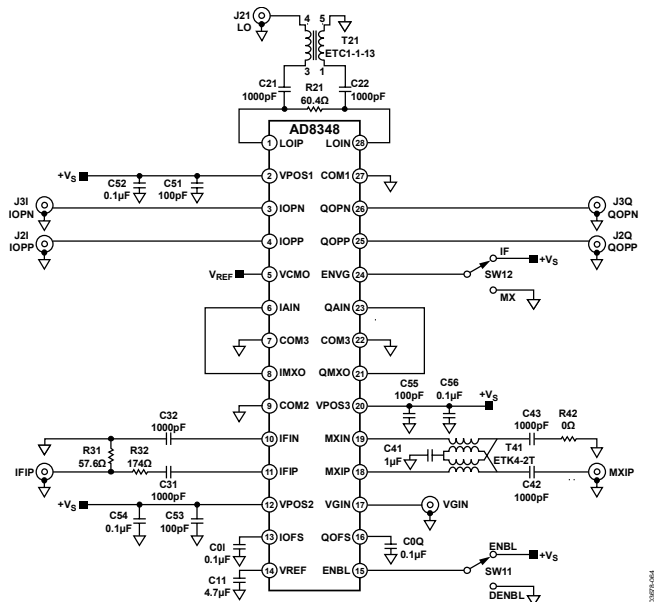 J21
LO
4
5
T21
ETC1-1-13
3
1
C21
1000pF
R21
60.4Ω
C22
1000pF
AD8348
1
LOIP
LOIN
28
+VS
C52
0.1µF
C51
100pF
2
VPOS1
COM1
27
J3I
IOPN
3
IOPN
QOPN
26
J3Q
QOPN
J2I
IOPP
4
IOPP
QOPP
25
J2Q
QOPP
VREF
5
VCMO
ENVG
24
IF
+VS
SW12
MX
6
IAIN
QAIN
23
7
COM3
COM3
22
8
IMXO
QMXO
21
C55
100pF
C56
0.1µF
+VS
9
COM2
VPOS3
20
C32
1000pF
10
IFIN
MXIN
19
C43
1000pF
R42
0Ω
R31
57.6Ω
R32
174Ω
C41
1µF
T41
ETK4-2T
IFIP
C31
1000pF
11
IFIP
MXIP
18
C42
1000pF
MXIP
+VS
C54
0.1µF
C53
100pF
12
VPOS2
VGIN
17
VGIN
C0I
0.1µF
13
IOFS
QOFS
16
C0Q
0.1µF
C11
4.7µF
14
VREF
ENBL
15
ENBL
+VS
SW11
DENBL
03678-064